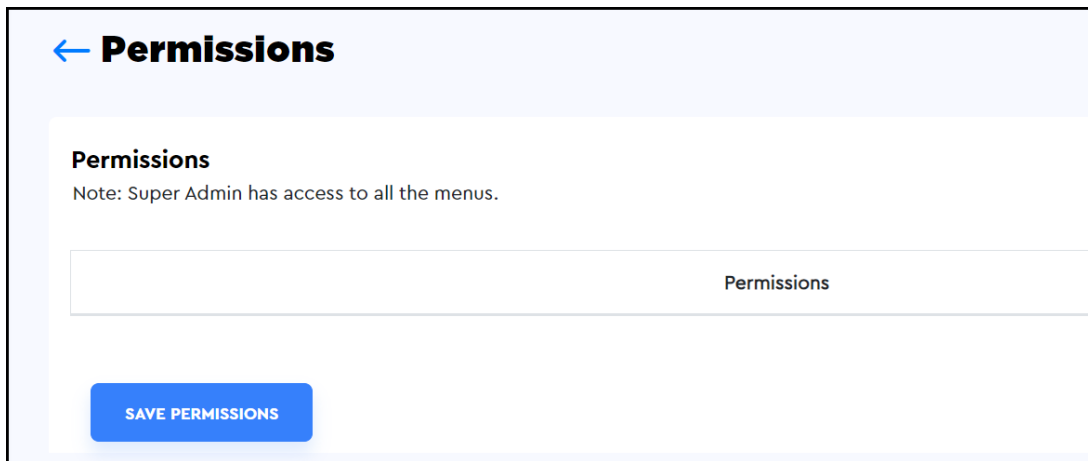 Permissions
Permissions
Note: Super Admin has access to all the menus.
Permissions
SAVE PERMISSIONS